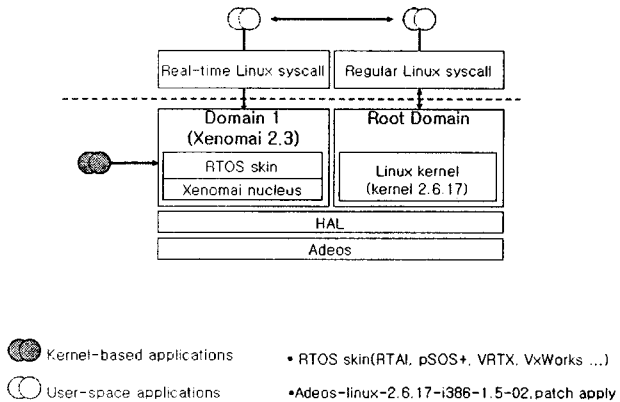 Real-time Linux syscall
Regular Linux syscall
Domain 1
(Xenomai 2.3)
Root Domain
RTOS skin
Xenomai nucleus
Linux kernel
(kernel 2.6.17)
HAL
Adeos
Kernel-based applications
• RTOS skin(RTAI, pSOS+, VRTX, VxWorks ...)
User-space applications
•Adeos-linux-2.6.17-i386-1.5-02.patch apply